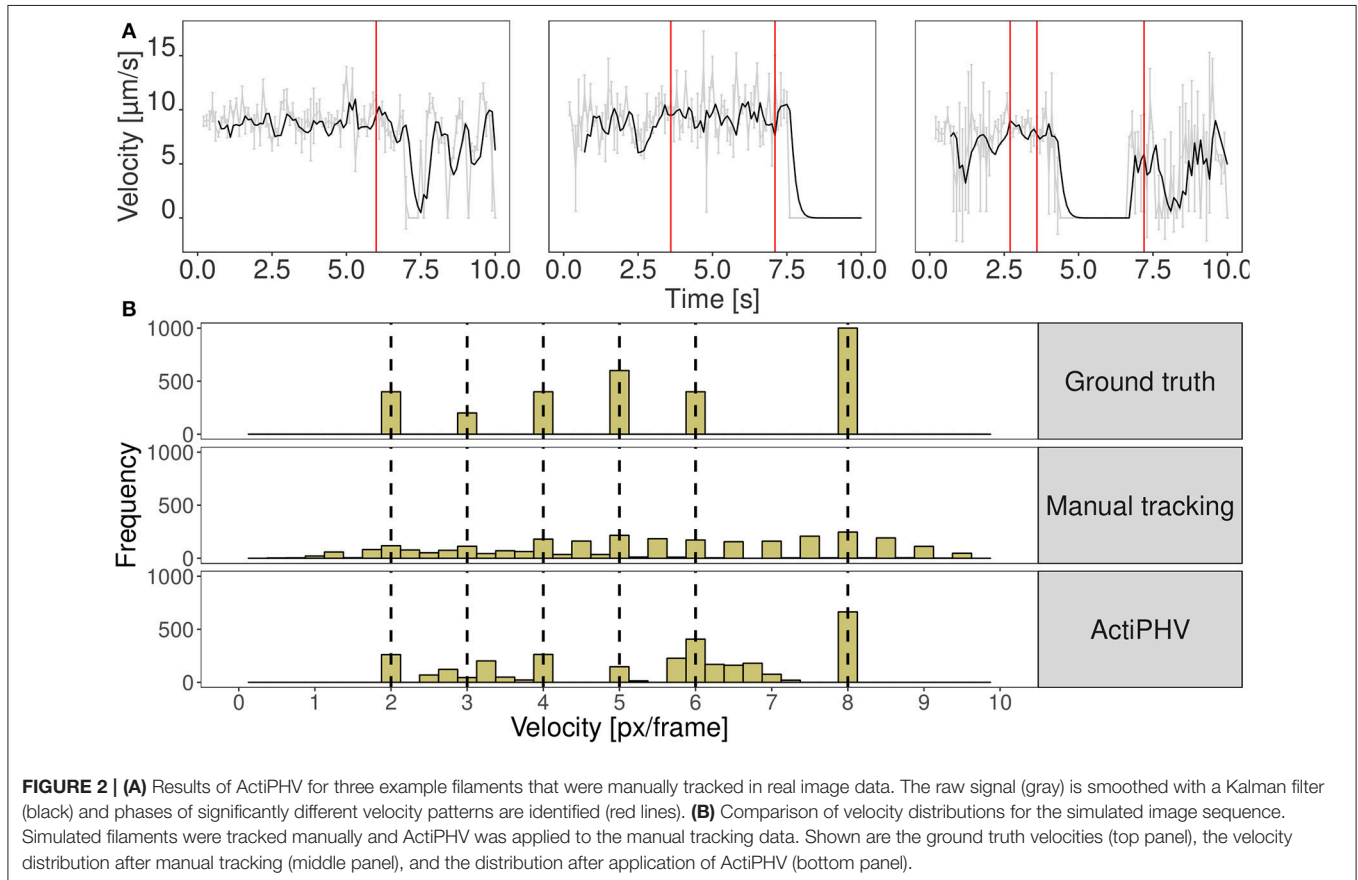 A
Velocity [µm/s]
15
10
5
0
0.0 2.5 5.0 7.5 10.0
0.0 2.5 5.0 7.5 10.0
0.0 2.5 5.0 7.5 10.0
Time [s]
B
Frequency
1000
500
0
Ground truth
1000
500
0
Manual tracking
1000
500
0
ActiPHV
0 1 2 3 4 5 6 7 8 9 10
Velocity [px/frame]
FIGURE 2 | (A) Results of ActiPHV for three example filaments that were manually tracked in real image data. The raw signal (gray) is smoothed with a Kalman filter
(black) and phases of significantly different velocity patterns are identified (red lines). (B) Comparison of velocity distributions for the simulated image sequence.
Simulated filaments were tracked manually and ActiPHV was applied to the manual tracking data. Shown are the ground truth velocities (top panel), the velocity
distribution after manual tracking (middle panel), and the distribution after application of ActiPHV (bottom panel).